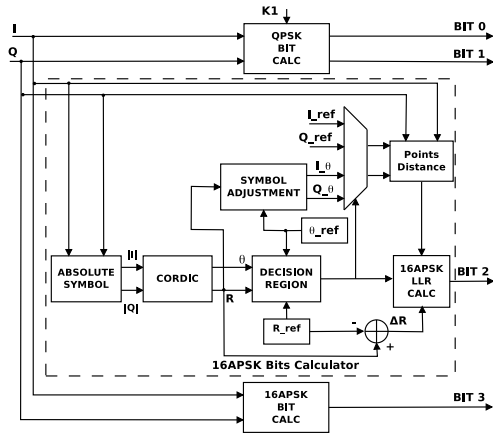 K1
I
Q
QPSK
BIT
CALC
BIT 0
BIT 1
I_ref
Q_ref
I_θ
Q_θ
Points
Distance
SYMBOL
ADJUSTMENT
θ_ref
ABSOLUTE
SYMBOL
|I|
|Q|
CORDIC
θ
R
DECISION
REGION
16APSK
LLR
CALC
BIT 2
R_ref
-
+
ΔR
16APSK Bits Calculator
16APSK
BIT
CALC
BIT 3